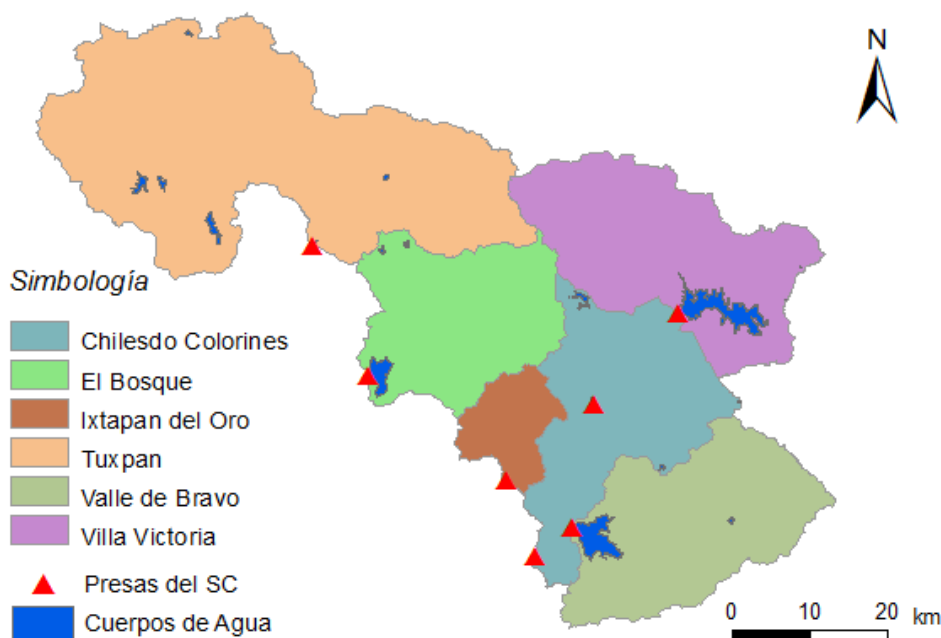 N
Simbología
Chilesdo Colorines
El Bosque
Ixtapan del Oro
Tuxpan
Valle de Bravo
Villa Victoria
Presas del SC
Cuerpos de Agua
0 10 20 km